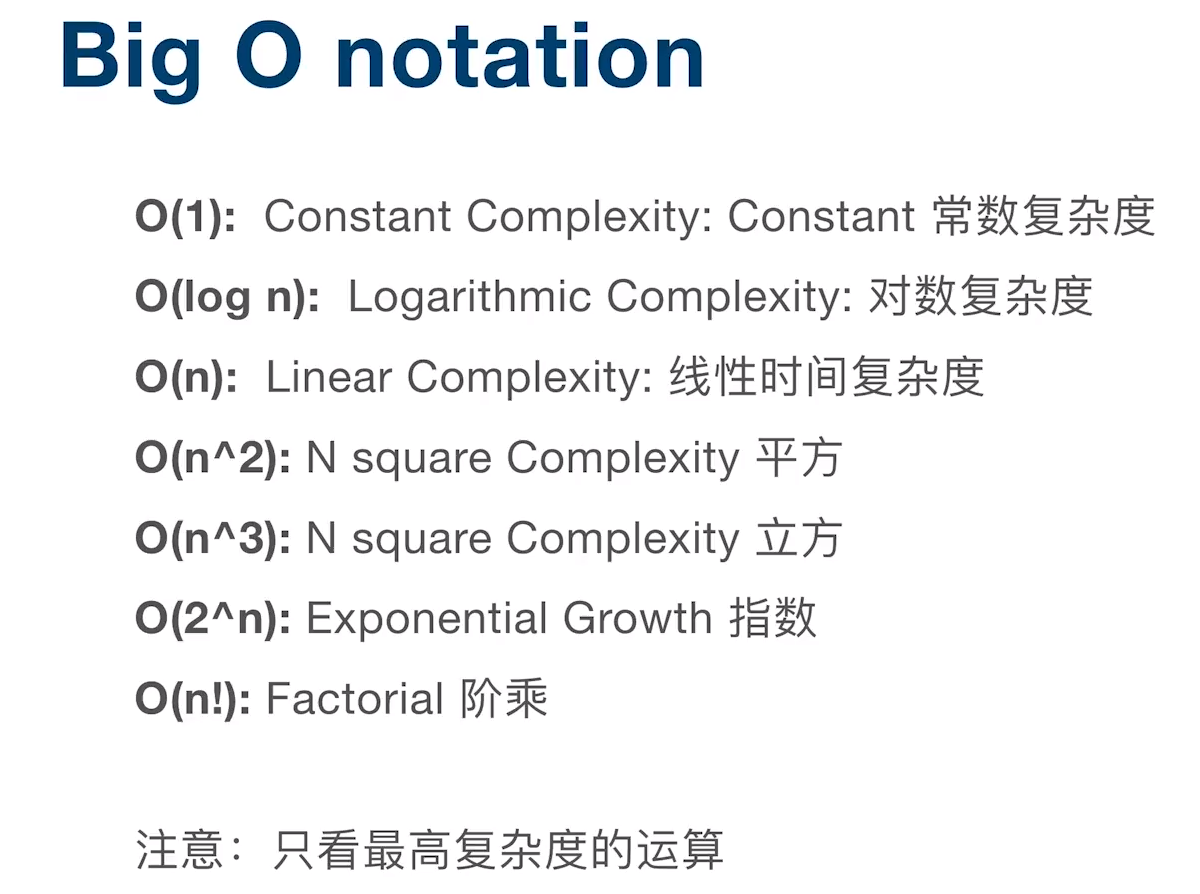 Big O notation
O(1): Constant Complexity: Constant 常数复杂度
O(log n): Logarithmic Complexity: 对数复杂度
O(n): Linear Complexity: 线性时间复杂度
O(n^2): N square Complexity 平方
O(n^3): N square Complexity 立方
O(2^n): Exponential Growth 指数
O(n!): Factorial 阶乘
注意：只看最高复杂度的运算